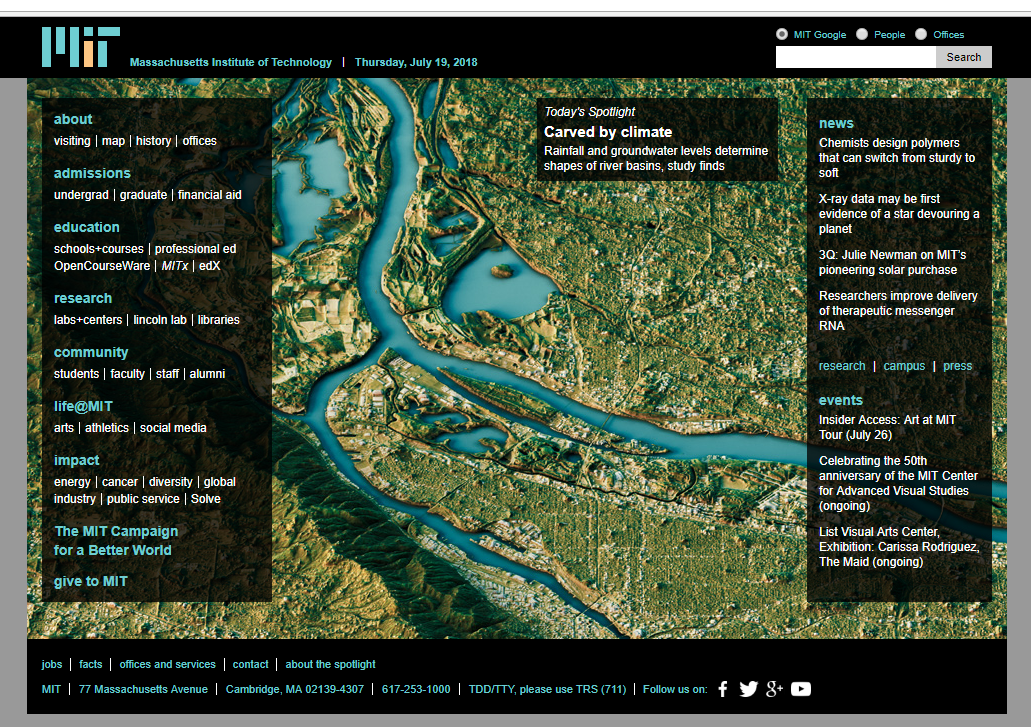 MIT
Massachusetts Institute of Technology | Thursday, July 19, 2018
MIT Google People Offices
Search
about
visiting | map | history | offices
admissions
undergrad | graduate | financial aid
education
schools+courses | professional ed
OpenCourseWare | MITx | edX
research
labs+centers | lincoln lab | libraries
community
students | faculty | staff | alumni
life@MIT
arts | athletics | social media
impact
energy | cancer | diversity | global
industry | public service | Solve
The MIT Campaign
for a Better World
give to MIT
Today's Spotlight
Carved by climate
Rainfall and groundwater levels determine
shapes of river basins, study finds
news
Chemists design polymers
that can switch from sturdy to
soft
X-ray data may be first
evidence of a star devouring a
planet
3Q: Julie Newman on MIT's
pioneering solar purchase
Researchers improve delivery
of therapeutic messenger
RNA
research | campus | press
events
Insider Access: Art at MIT
Tour (July 26)
Celebrating the 50th
anniversary of the MIT Center
for Advanced Visual Studies
(ongoing)
List Visual Arts Center,
Exhibition: Carissa Rodriguez,
The Maid (ongoing)
jobs | facts | offices and services | contact | about the spotlight
MIT | 77 Massachusetts Avenue | Cambridge, MA 02139-4307 | 617-253-1000 | TDD/TTY, please use TRS (711) | Follow us on: